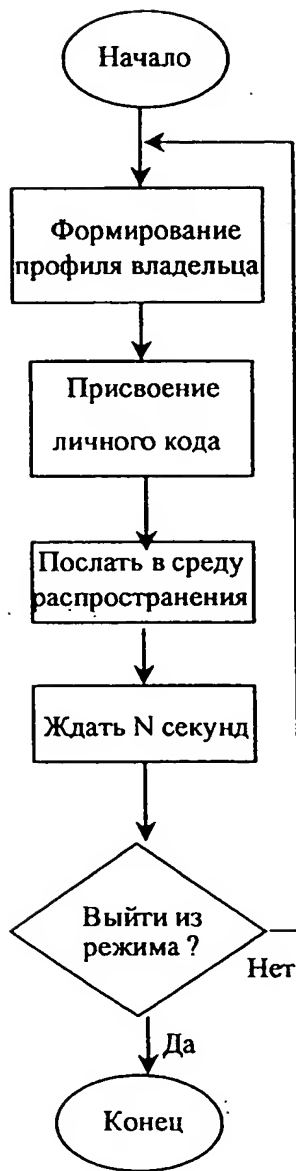 Начало
Формирование
профиля владельца
Присвоение
личного кода
Послать в среду
распространения
Ждать N секунд
Выйти из
режима ?
Нет
Да
Конец